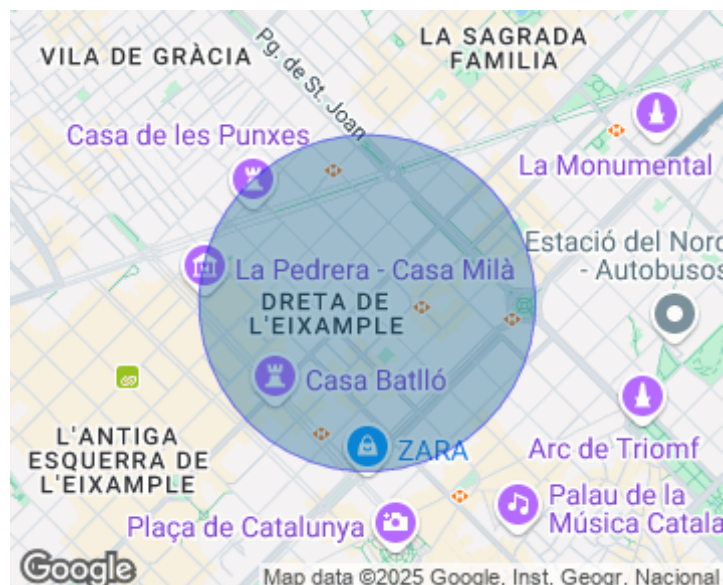 LA SAGRADA
FAMILIA
VILA DE GRÀCIA
Pg. de St. Joan
Casa de les Punxes
La Monumental
Estació del Nord
- Autobusos
La Pedrera - Casa Milà
DRETA DE
L'EIXAMPLE
Casa Batlló
L'ANTIGA
ESQUERRA DE
L'EIXAMPLE
ZARA
Arc de Triomf
Palau de la
Música Catala
Plaça de Catalunya
Google
Map data ©2025 Google, Inst. Geogr. Nacional